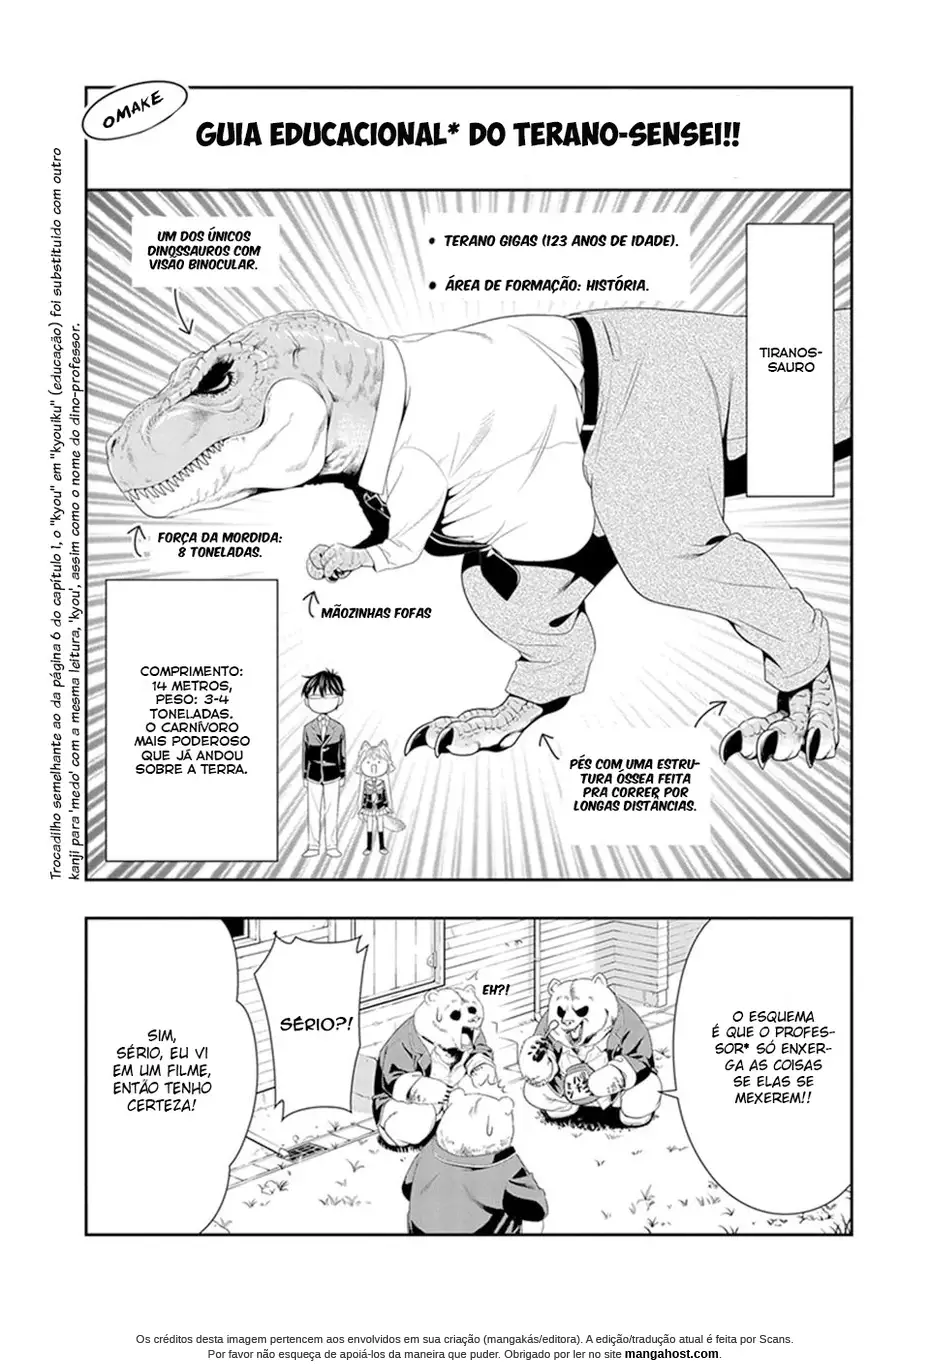 OMAKE
GUIA EDUCACIONAL* DO TERANO-SENSEI!!
Trocadilho semelhante ao da página 6 do capítulo 1, o "kyou" em "kyouiku" (educação) foi substituído com outro
kanji para 'medo' com a mesma leitura, 'kyou', assim como o nome do dino-professor.
UM DOS ÚNICOS
DINOSSAUROS COM
VISÃO BINOCULAR.
• TERANO GIGAS (123 ANOS DE IDADE).
• ÁREA DE FORMAÇÃO: HISTÓRIA.
TIRANOS-
SAURO
FORÇA DA MORDIDA:
8 TONELADAS.
MÃOZINHAS FOFAS
COMPRIMENTO:
14 METROS,
PESO: 3-4
TONELADAS.
O CARNÍVORO
MAIS PODEROSO
QUE JÁ ANDOU
SOBRE A TERRA.
PÉS COM UMA ESTRU-
TURA ÓSSEA FEITA
PRA CORRER POR
LONGAS DISTÂNCIAS.
O ESQUEMA
É QUE O PROFES-
SOR* SÓ ENXER-
GA AS COISAS
SE ELAS SE
MEXEREM!!
EH?!
SÉRIO?!
SIM,
SÉRIO, EU VI
EM UM FILME,
ENTÃO TENHO
CERTEZA!
Os créditos desta imagem pertencem aos envolvidos em sua criação (mangakás/editora). A edição/tradução atual é feita por Scans.
Por favor não esqueça de apoiá-los da maneira que puder. Obrigado por ler no site mangahost.com.